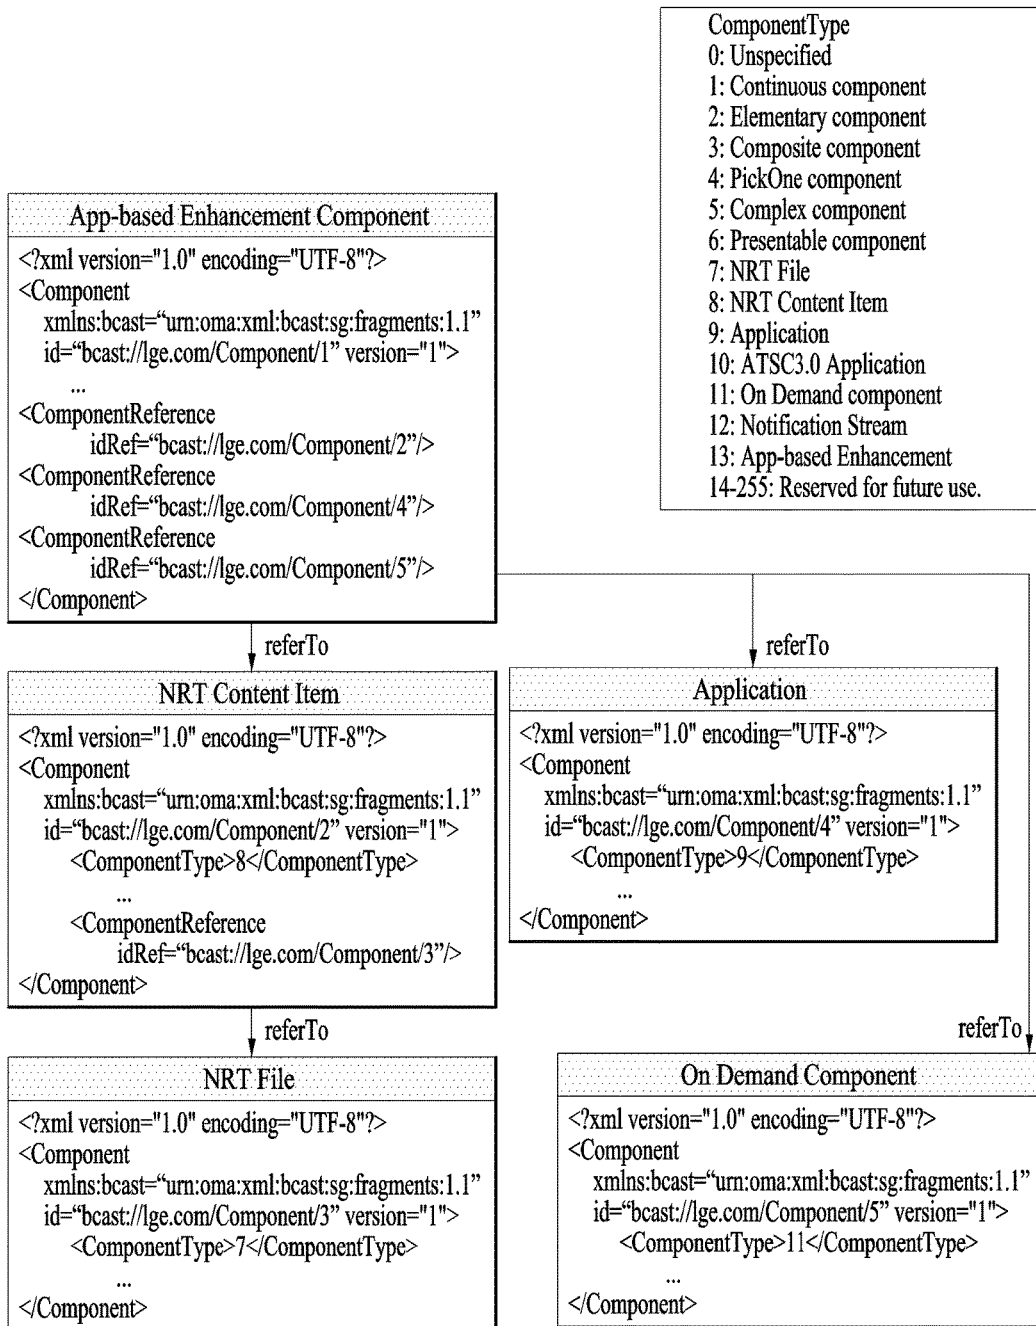 ComponentType
0: Unspecified
1: Continuous component
2: Elementary component
3: Composite component
4: PickOne component
5: Complex component
6: Presentable component
7: NRT File
8: NRT Content Item
9: Application
10: ATSC3.0 Application
11: On Demand component
12: Notification Stream
13: App-based Enhancement
14-255: Reserved for future use.
App-based Enhancement Component
<?xml version="1.0" encoding="UTF-8"?>
<Component
xmlns:bcast=“urn:oma:xml:bcast:sg:fragments:1.1”
id=“bcast://lge.com/Component/1” version="1">
...
<ComponentReference
idRef=“bcast://lge.com/Component/2”/>
<ComponentReference
idRef=“bcast://lge.com/Component/4”/>
<ComponentReference
idRef=“bcast://lge.com/Component/5”/>
</Component>
referTo
referTo
NRT Content Item
<?xml version="1.0" encoding="UTF-8"?>
<Component
xmlns:bcast=“urn:oma:xml:bcast:sg:fragments:1.1”
id=“bcast://lge.com/Component/2” version="1">
<ComponentType>8</ComponentType>
...
<ComponentReference
idRef=“bcast://lge.com/Component/3”/>
</Component>
Application
<?xml version="1.0" encoding="UTF-8"?>
<Component
xmlns:bcast=“urn:oma:xml:bcast:sg:fragments:1.1”
id=“bcast://lge.com/Component/4” version="1">
<ComponentType>9</ComponentType>
...
</Component>
referTo
referTo
NRT File
<?xml version="1.0" encoding="UTF-8"?>
<Component
xmlns:bcast=“urn:oma:xml:bcast:sg:fragments:1.1”
id=“bcast://lge.com/Component/3” version="1">
<ComponentType>7</ComponentType>
...
</Component>
On Demand Component
<?xml version="1.0" encoding="UTF-8"?>
<Component
xmlns:bcast=“urn:oma:xml:bcast:sg:fragments:1.1”
id=“bcast://lge.com/Component/5” version="1">
<ComponentType>11</ComponentType>
...
</Component>